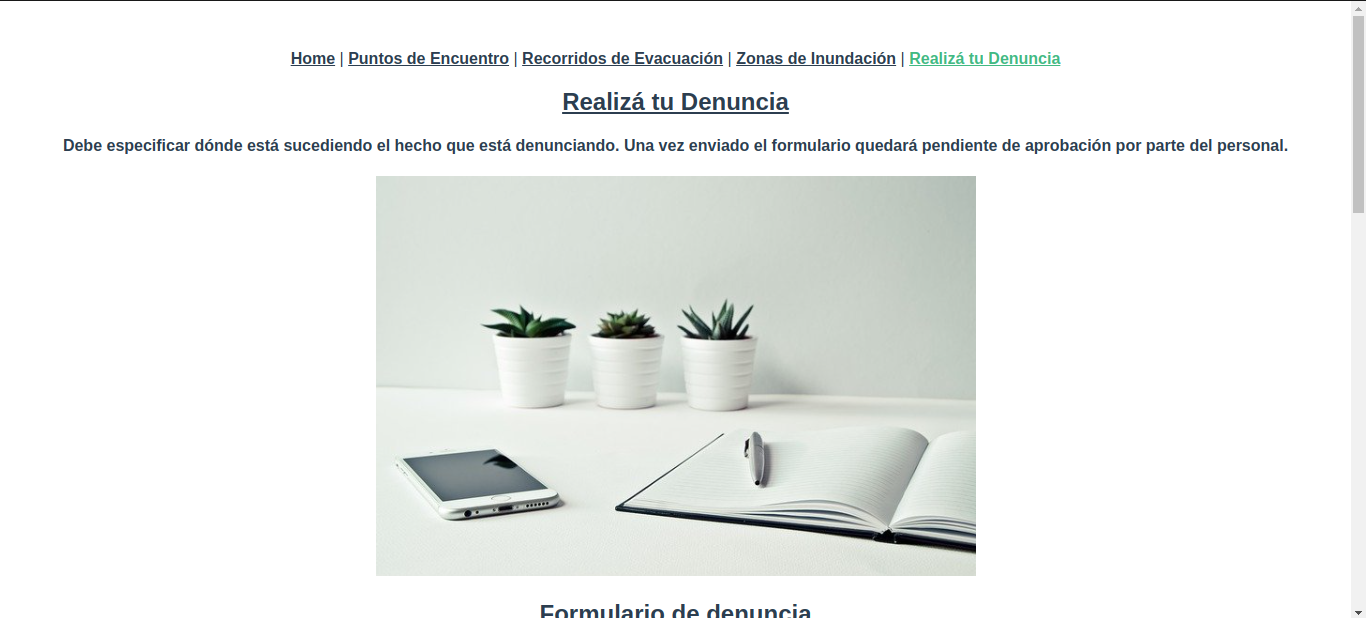 Home | Puntos de Encuentro | Recorridos de Evacuación | Zonas de Inundación | Realizá tu Denuncia
Realizá tu Denuncia
Debe especificar dónde está sucediendo el hecho que está denunciando. Una vez enviado el formulario quedará pendiente de aprobación por parte del personal.
Formulario de denuncia